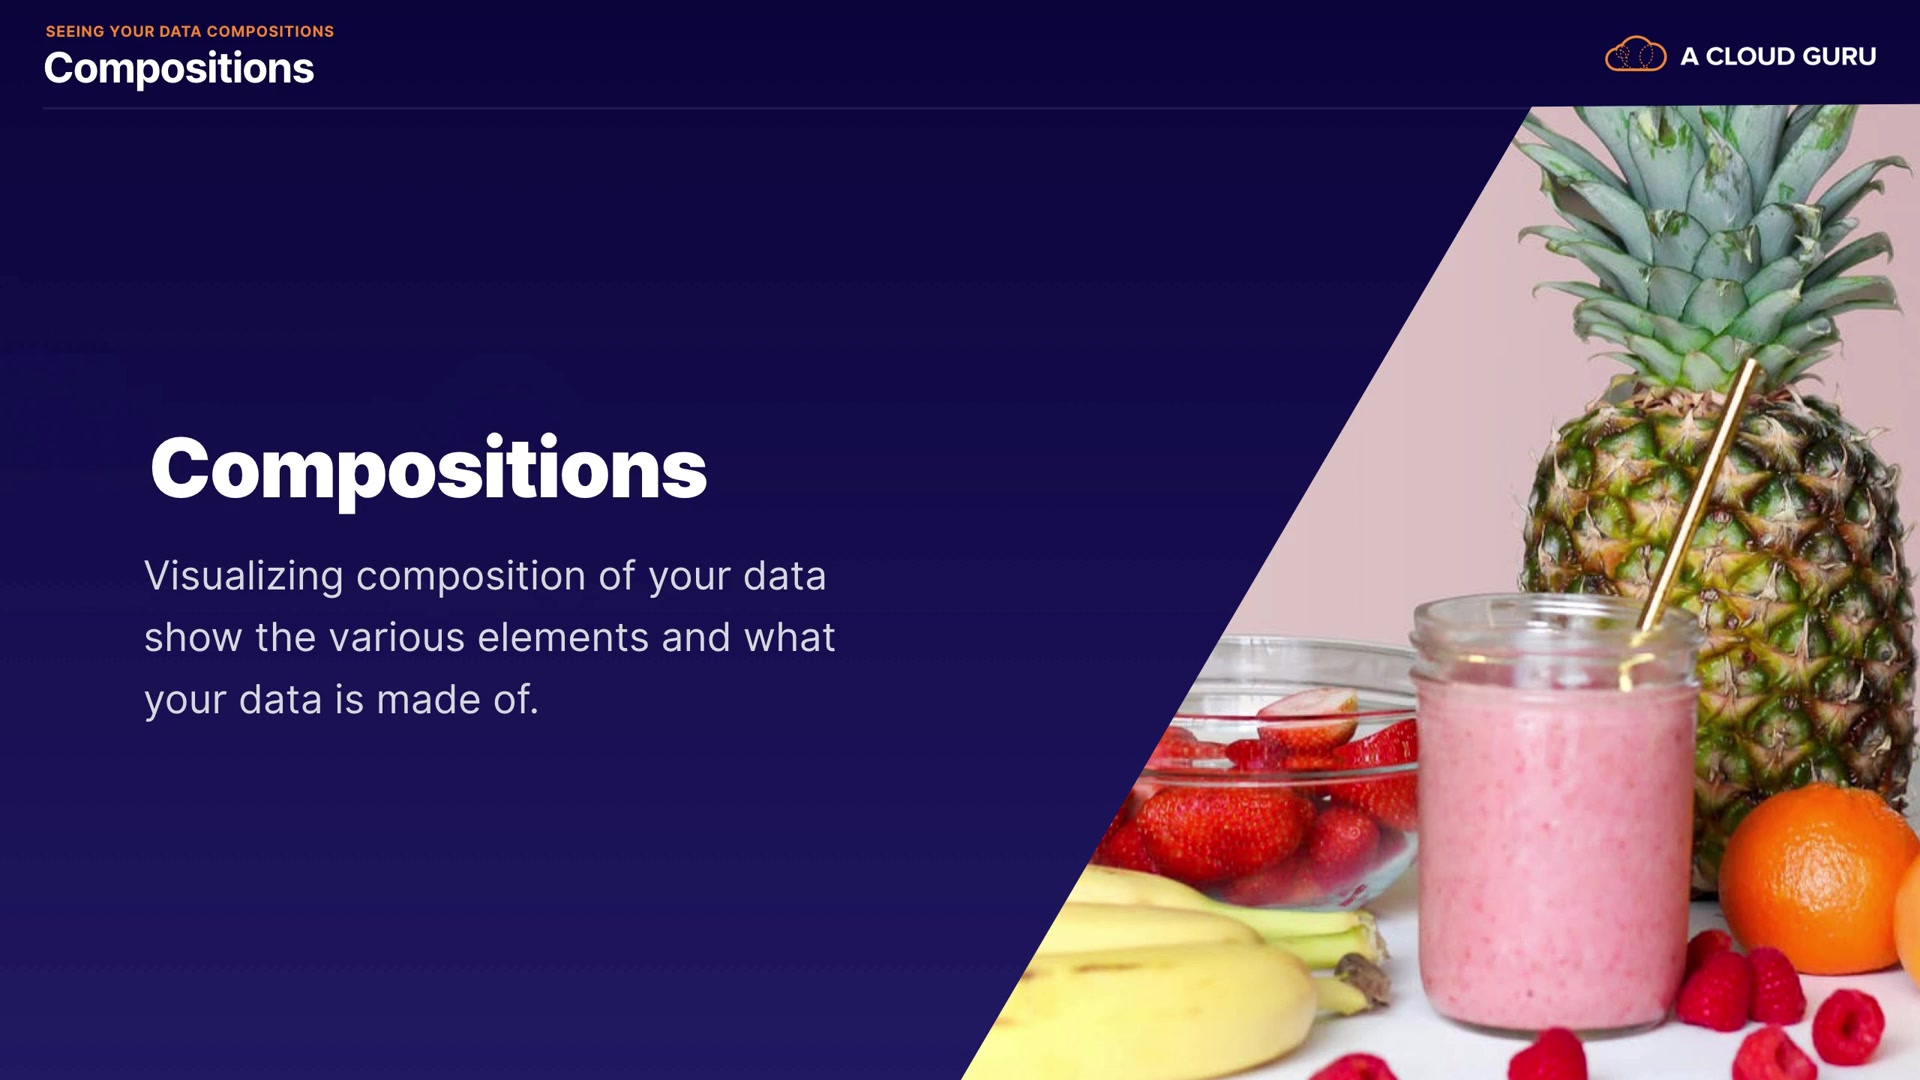 SEEING YOUR DATA COMPOSITIONS
Compositions
A CLOUD GURU
Compositions
Visualizing composition of your data
show the various elements and what
your data is made of.